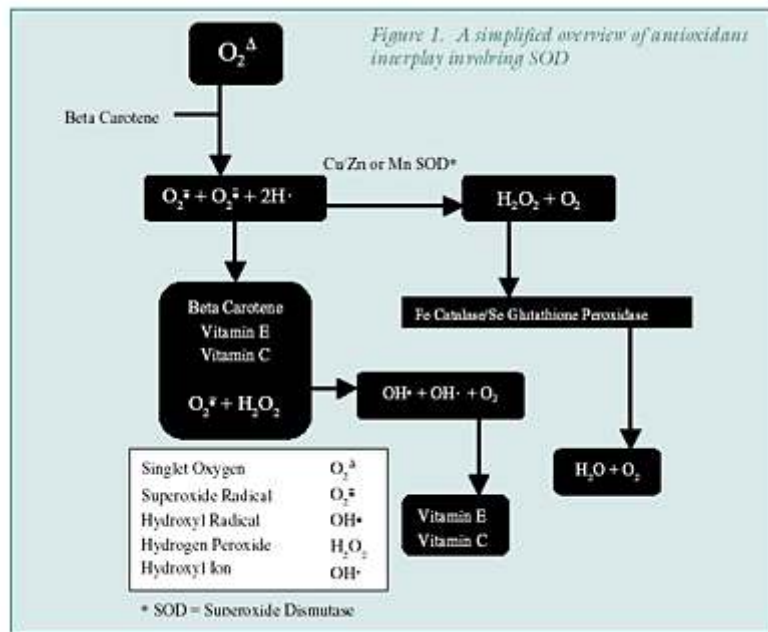 Figure 1. A simplified overview of antioxidant
interplay involving SOD
O₂ᐞ
Beta Carotene
Cu/Zn or Mn SOD*
O₂•̄ + O₂•̄ + 2H·
H₂O₂ + O₂
Beta Carotene
Vitamin E
Vitamin C
O₂•̄ + H₂O₂
Fe Catalase/Se Glutathione Peroxidase
OH• + OH· + O₂
H₂O + O₂
Vitamin E
Vitamin C
Singlet Oxygen O₂ᐞ
Superoxide Radical O₂•̄
Hydroxyl Radical OH•
Hydrogen Peroxide H₂O₂
Hydroxyl Ion OH·
* SOD = Superoxide Dismutase